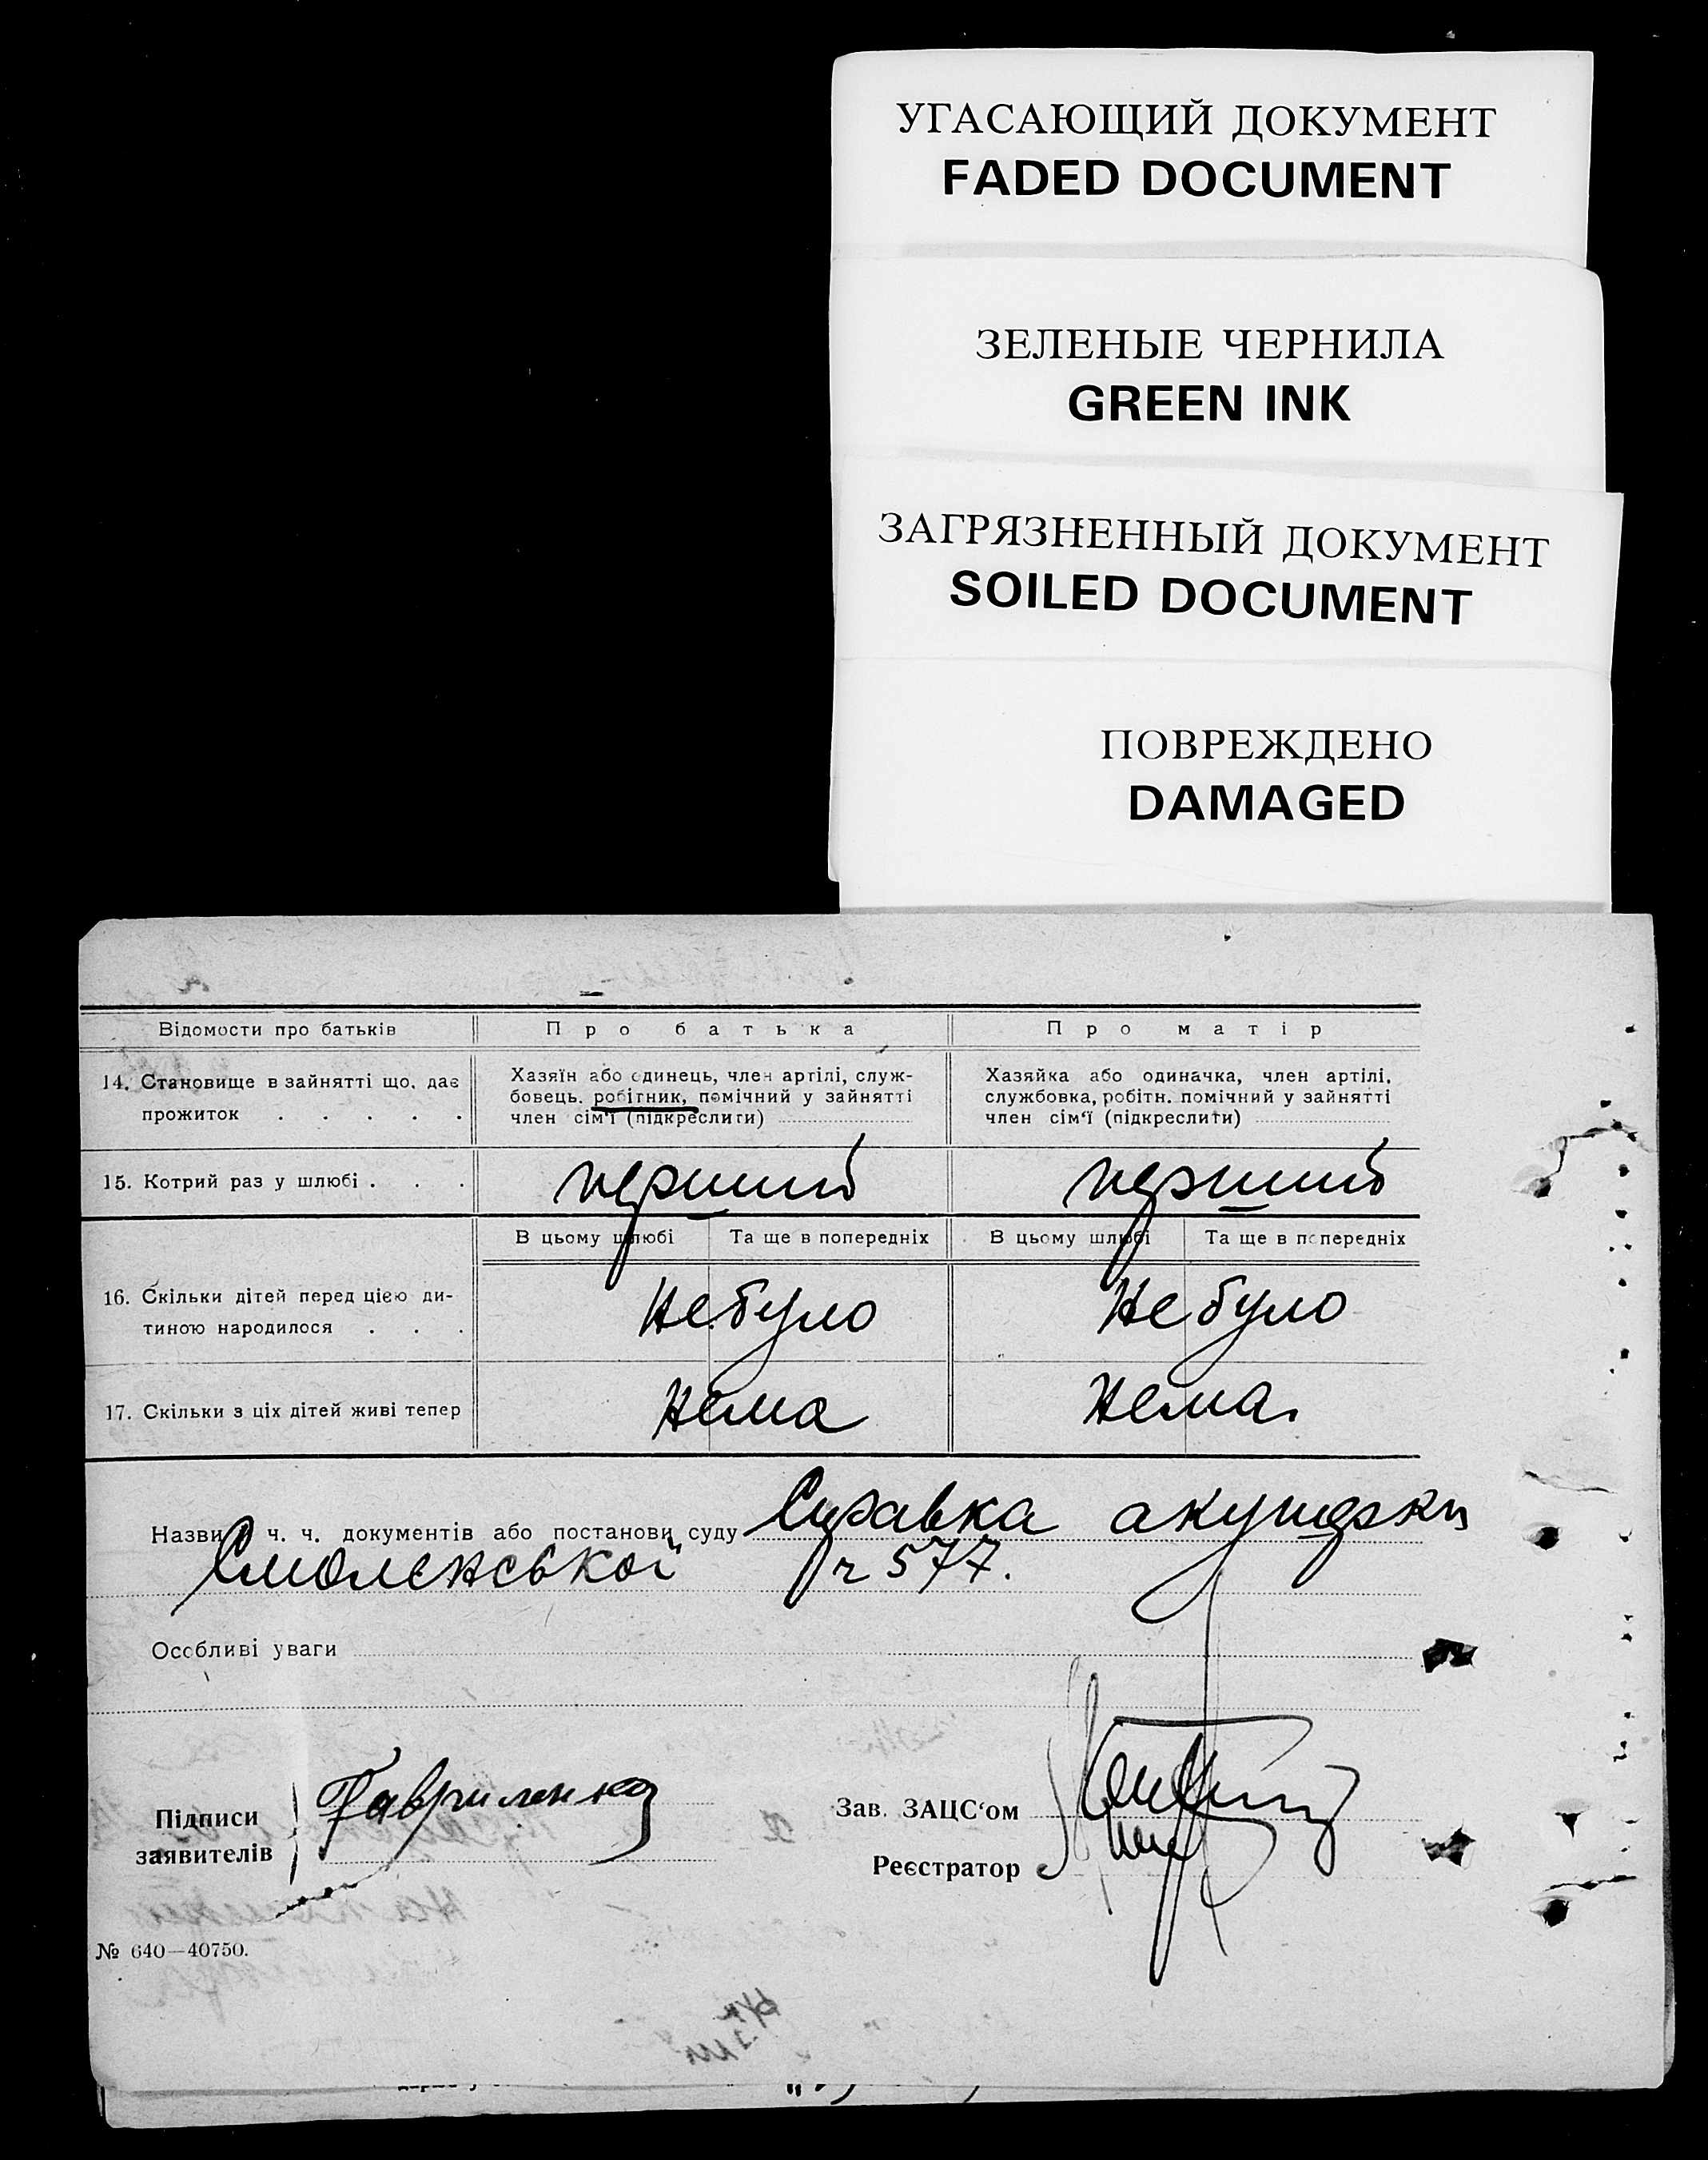 УГАСАЮЩИЙ ДОКУМЕНТ
FADED DOCUMENT
ЗЕЛЕНЫЕ ЧЕРНИЛА
GREEN INK
ЗАГРЯЗНЕННЫЙ ДОКУМЕНТ
SOILED DOCUMENT
ПОВРЕЖДЕНО
DAMAGED
Відомости про батьків Про батька Про матір
14. Становище в зайнятті що, дає прожиток . . . . .
Хазяїн або одинець, член артілі, служ-
бовець. робітник, помічний у зайнятті
член сім'ї (підкреслити)
Хазяйка або одиначка, член артілі,
службовка, робітн. помічний у зайнятті
член сім'ї (підкреслити)
15. Котрий раз у шлюбі . . . перший перший
В цьому шлюбі Та ще в попередніх В цьому шлюбі Та ще в попередніх
16. Скільки дітей перед цією ди-
тиною народилося . . . Не було Не було
17. Скільки з ціх дітей живі тепер Нема Нема.
Назви й ч. ч. документів або постанови суду Справка акушерки
Смоленської ч 577.
Особливі уваги
Підписи
заявителів
Гавриленко
Зав. ЗАЦС'ом
Реєстратор
№ 640—40750.